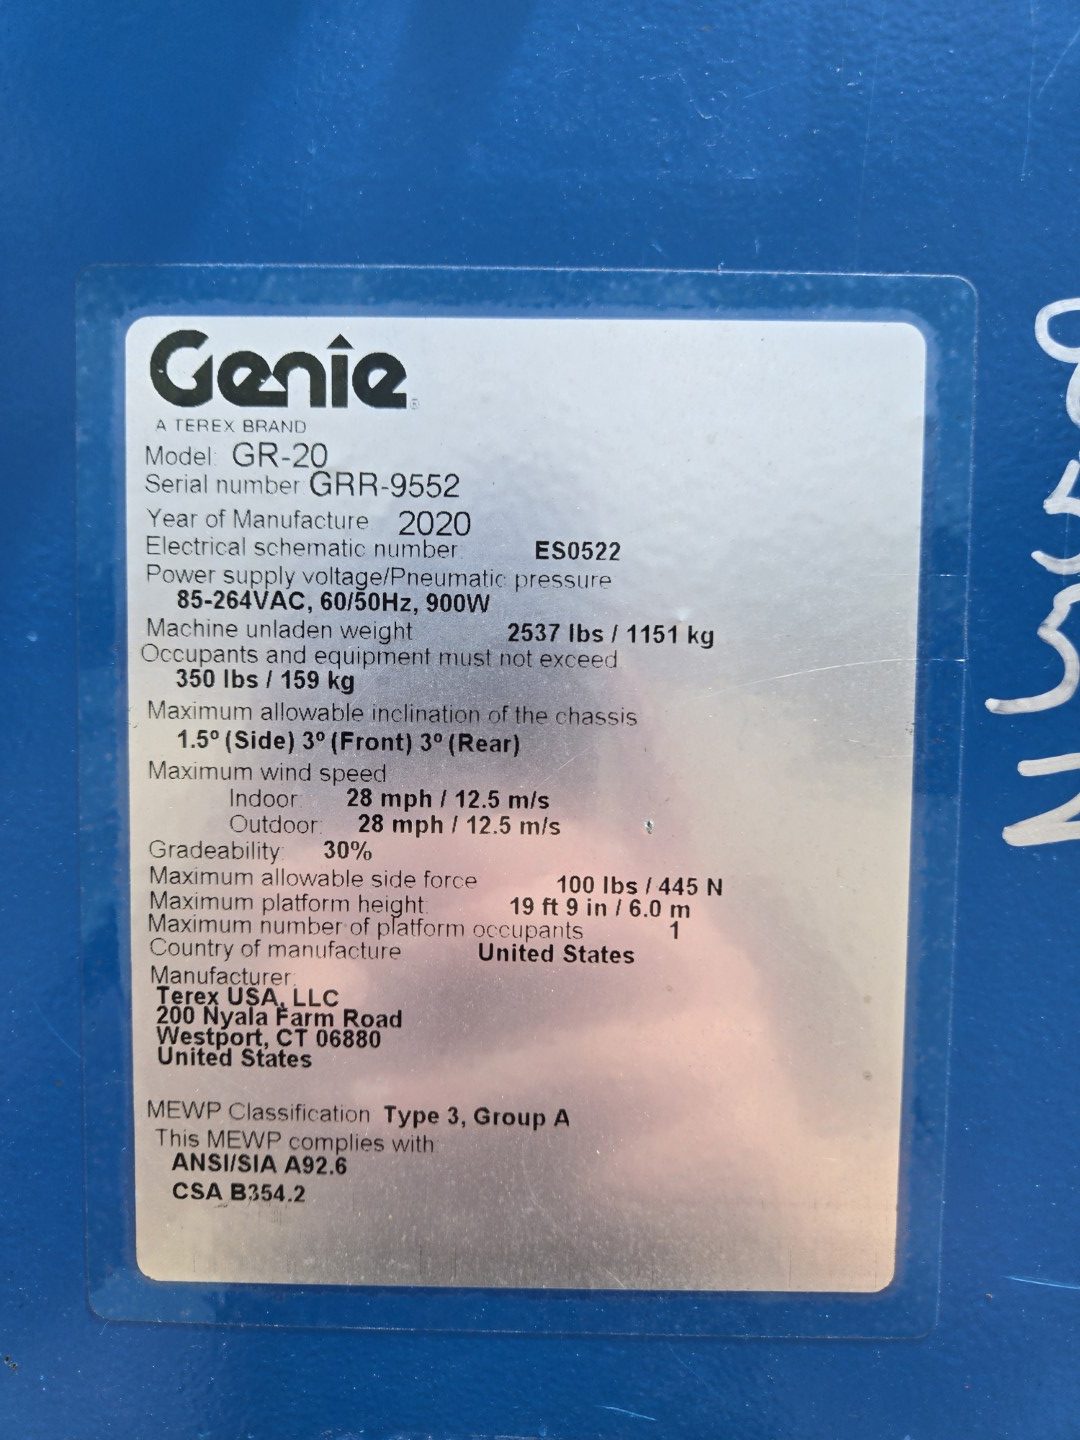 Genie
A TEREX BRAND
Model: GR-20
Serial number: GRR-9552
Year of Manufacture 2020
Electrical schematic number: ES0522
Power supply voltage/Pneumatic pressure
85-264VAC, 60/50Hz, 900W
Machine unladen weight 2537 lbs / 1151 kg
Occupants and equipment must not exceed
350 lbs / 159 kg
Maximum allowable inclination of the chassis
1.5º (Side) 3º (Front) 3º (Rear)
Maximum wind speed
Indoor: 28 mph / 12.5 m/s
Outdoor: 28 mph / 12.5 m/s
Gradeability: 30%
Maximum allowable side force 100 lbs / 445 N
Maximum platform height: 19 ft 9 in / 6.0 m
Maximum number of platform occupants 1
Country of manufacture United States
Manufacturer:
Terex USA, LLC
200 Nyala Farm Road
Westport, CT 06880
United States
MEWP Classification Type 3, Group A
This MEWP complies with:
ANSI/SIA A92.6
CSA B354.2